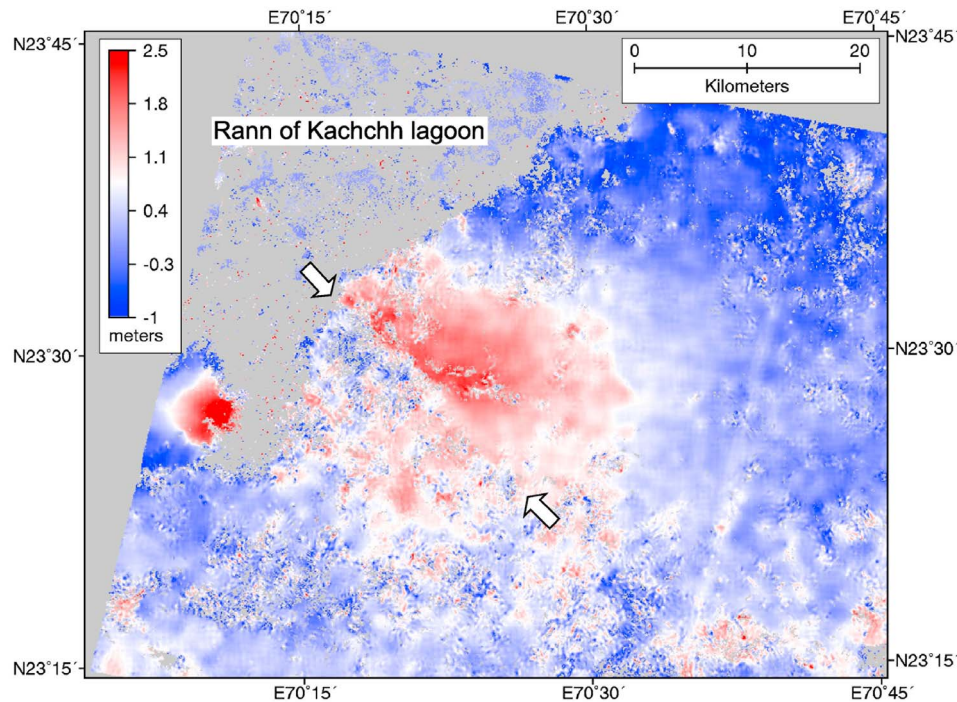 E70°15´ E70°30´ E70°45´
N23°45´ N23°45´
2.5
1.8
1.1
0.4
-0.3
-1
meters
0 10 20
Kilometers
Rann of Kachchh lagoon
N23°30´ N23°30´
N23°15´ N23°15´
E70°15´ E70°30´ E70°45´